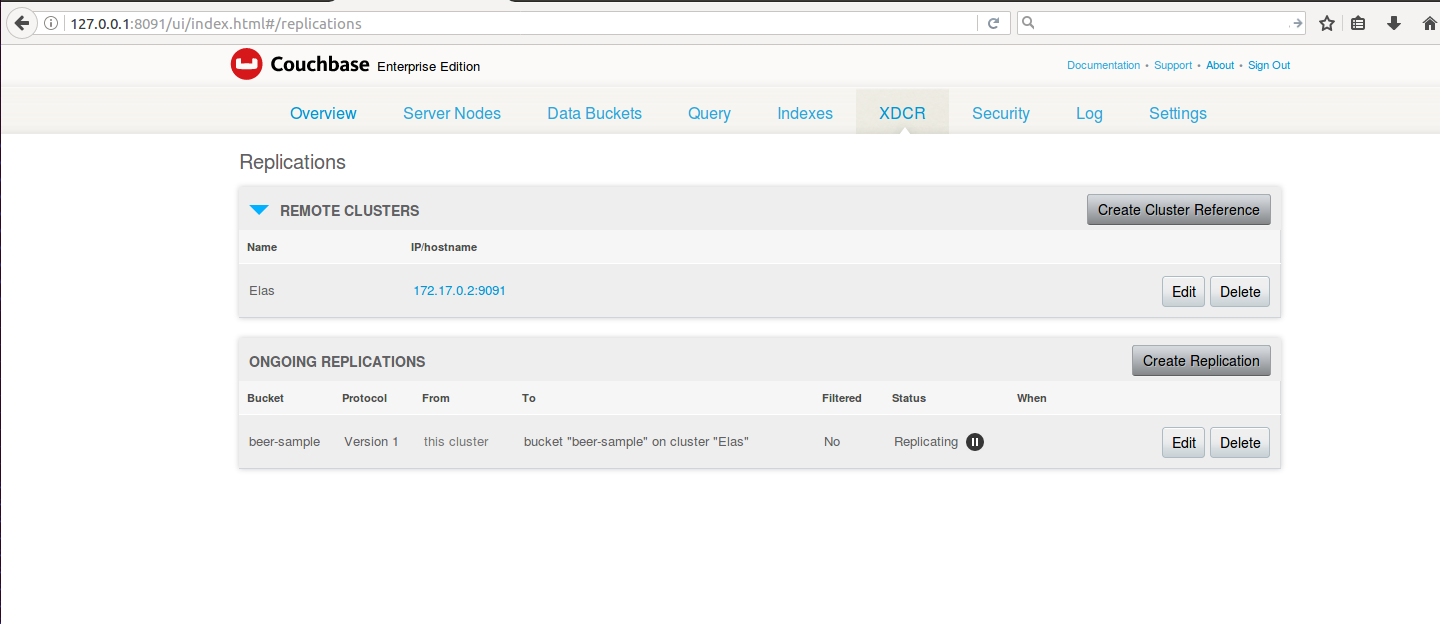 127.0.0.1:8091/ui/index.html#/replications
Couchbase Enterprise Edition
Documentation • Support • About • Sign Out
Overview Server Nodes Data Buckets Query Indexes XDCR Security Log Settings
Replications
REMOTE CLUSTERS Create Cluster Reference
Name IP/hostname
Elas 172.17.0.2:9091 Edit Delete
ONGOING REPLICATIONS Create Replication
Bucket Protocol From To Filtered Status When
beer-sample Version 1 this cluster bucket "beer-sample" on cluster "Elas" No Replicating Edit Delete